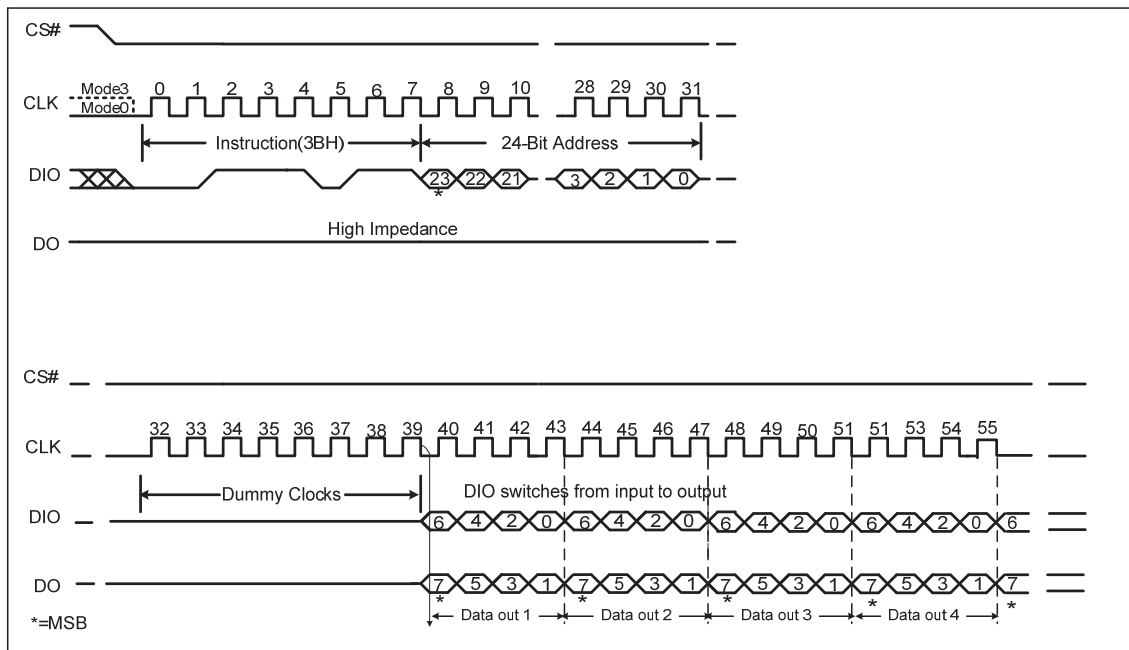 CS#
Mode3
0 1 2 3 4 5 6 7 8 9 10 28 29 30 31
CLK
Mode0
Instruction(3BH) 24-Bit Address
DIO 23 22 21 3 2 1 0
*
High Impedance
DO
CS#
32 33 34 35 36 37 38 39 40 41 42 43 44 45 46 47 48 49 50 51 51 53 54 55
CLK
Dummy Clocks DIO switches from input to output
DIO 6 4 2 0 6 4 2 0 6 4 2 0 6 4 2 0 6
DO 7 5 3 1 7 5 3 1 7 5 3 1 7 5 3 1 7
* * * * *
*=MSB Data out 1 Data out 2 Data out 3 Data out 4